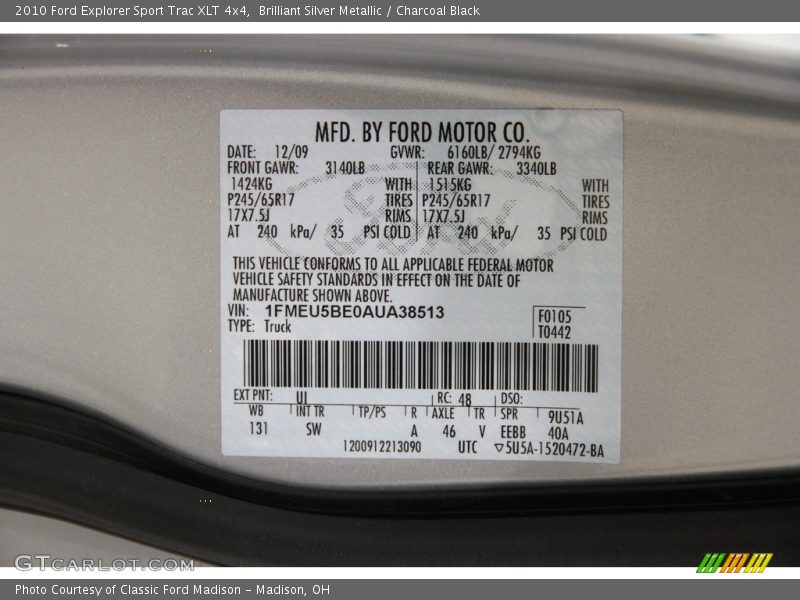 2010 Ford Explorer Sport Trac XLT 4x4,  Brilliant Silver Metallic / Charcoal Black
MFD. BY FORD MOTOR CO.
DATE: 12/09 GVWR: 6160LB/ 2794KG
FRONT GAWR: 3140LB REAR GAWR: 3340LB
1424KG WITH 1515KG WITH
P245/65R17 TIRES P245/65R17 TIRES
17X7.5J RIMS 17X7.5J RIMS
AT 240 kPa/ 35 PSI COLD AT 240 kPa/ 35 PSI COLD
THIS VEHICLE CONFORMS TO ALL APPLICABLE FEDERAL MOTOR
VEHICLE SAFETY STANDARDS IN EFFECT ON THE DATE OF
MANUFACTURE SHOWN ABOVE.
VIN: 1FMEU5BE0AUA38513
TYPE: Truck
F0105
T0442
EXT PNT: UI RC: 48 DSO:
WB INT TR TP/PS R AXLE TR SPR 9U51A
131 SW A 46 V EEBB 40A
1200912213090 UTC ▽5U5A-1520472-BA
GTCARLOT.COM
Photo Courtesy of Classic Ford Madison - Madison, OH